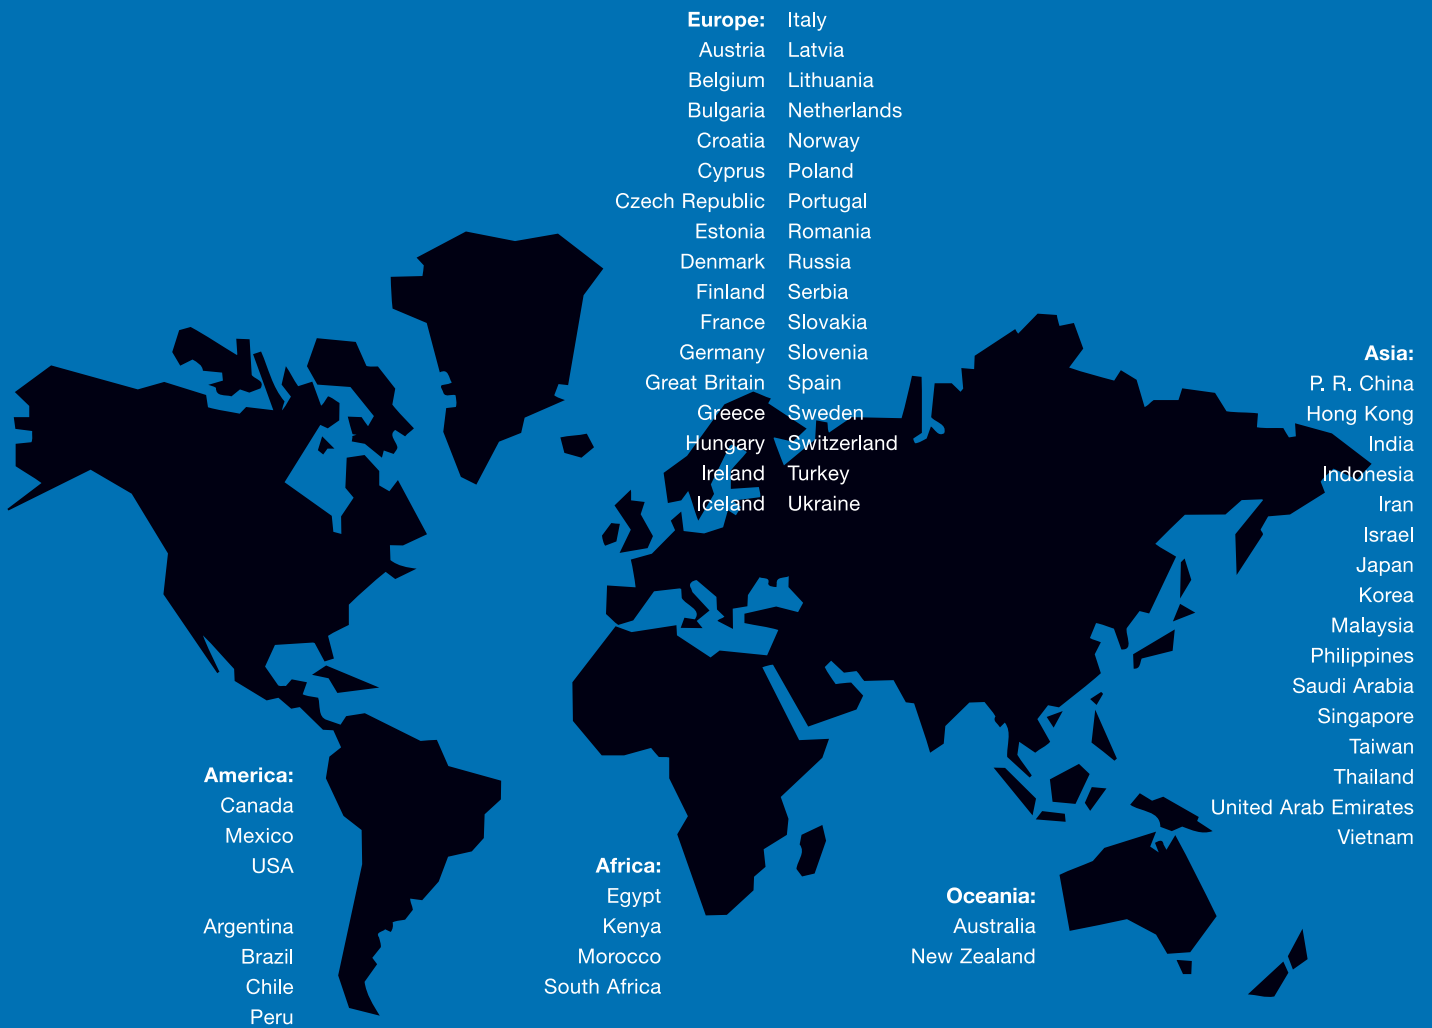 Europe:
Austria
Belgium
Bulgaria
Croatia
Cyprus
Czech Republic
Estonia
Denmark
Finland
France
Germany
Great Britain
Greece
Hungary
Ireland
Iceland
Italy
Latvia
Lithuania
Netherlands
Norway
Poland
Portugal
Romania
Russia
Serbia
Slovakia
Slovenia
Spain
Sweden
Switzerland
Turkey
Ukraine
Asia:
P. R. China
Hong Kong
India
Indonesia
Iran
Israel
Japan
Korea
Malaysia
Philippines
Saudi Arabia
Singapore
Taiwan
Thailand
United Arab Emirates
Vietnam
America:
Canada
Mexico
USA
Argentina
Brazil
Chile
Peru
Africa:
Egypt
Kenya
Morocco
South Africa
Oceania:
Australia
New Zealand